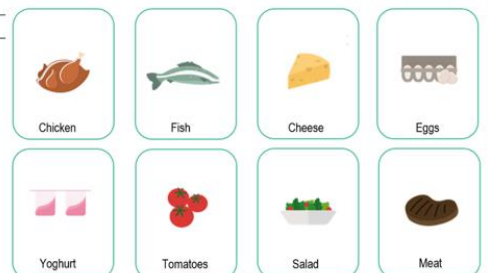 Chicken
Fish
Cheese
Eggs
Yoghurt
Tomatoes
Salad
Meat